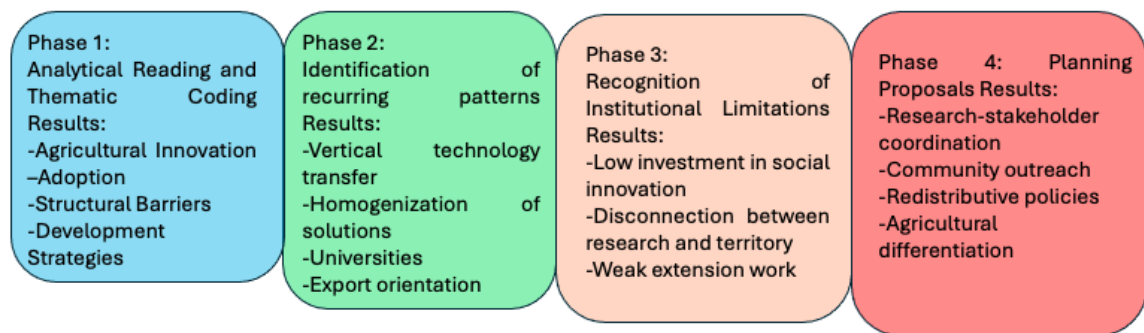 Phase 1:
Analytical Reading and
Thematic Coding
Results:
-Agricultural Innovation
–Adoption
-Structural Barriers
-Development
Strategies
Phase 2:
Identification of
recurring patterns
Results:
-Vertical technology
transfer
-Homogenization of
solutions
-Universities
-Export orientation
Phase 3:
Recognition of
Institutional Limitations
Results:
-Low investment in social
innovation
-Disconnection between
research and territory
-Weak extension work
Phase 4: Planning
Proposals Results:
-Research-stakeholder
coordination
-Community outreach
-Redistributive policies
-Agricultural
differentiation